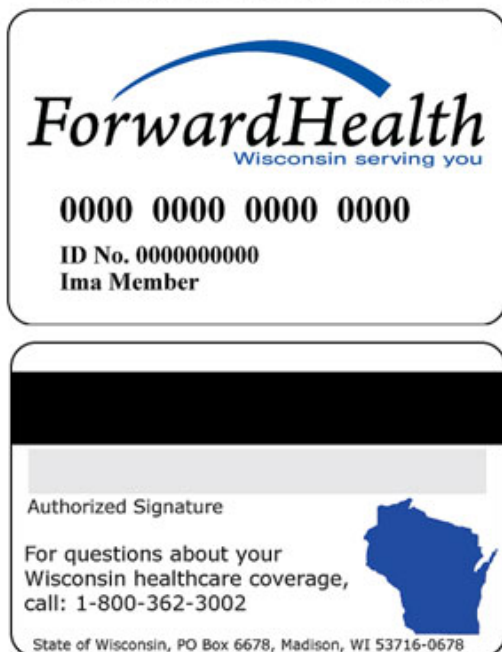 ForwardHealth
Wisconsin serving you
0000 0000 0000 0000
ID No. 0000000000
Ima Member
Authorized Signature
For questions about your
Wisconsin healthcare coverage,
call: 1-800-362-3002
State of Wisconsin, PO Box 6678, Madison, WI 53716-0678